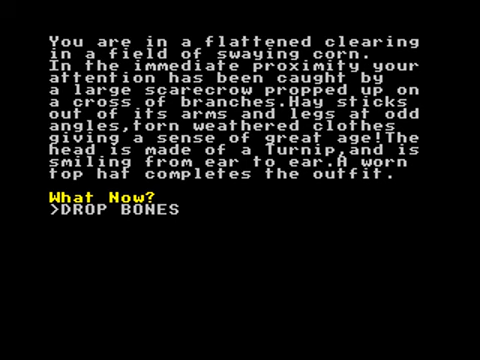 You are in a flattened clearing
in a field of swaying corn.
In the immediate proximity your
attention has been caught by
a large scarecrow propped up on
a cross of branches.Hay sticks
out of its arms and legs at odd
angles,torn weathered clothes
giving a sense of great age!The
head is made of a Turnip,and is
smiling from ear to ear.A worn
top hat completes the outfit.
What Now?
>DROP BONES